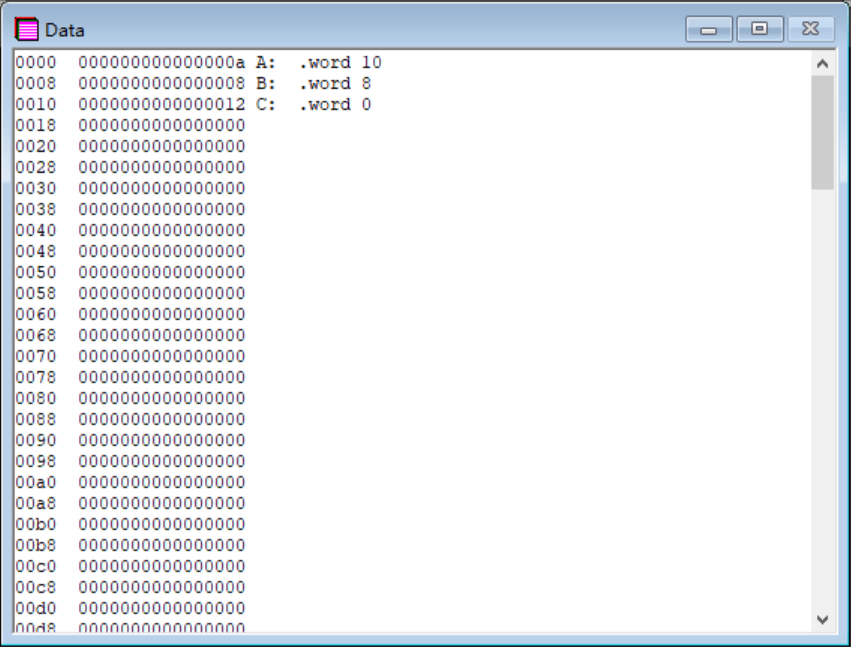 Data
0000 000000000000000a A: .word 10
0008 0000000000000008 B: .word 8
0010 0000000000000012 C: .word 0
0018 0000000000000000
0020 0000000000000000
0028 0000000000000000
0030 0000000000000000
0038 0000000000000000
0040 0000000000000000
0048 0000000000000000
0050 0000000000000000
0058 0000000000000000
0060 0000000000000000
0068 0000000000000000
0070 0000000000000000
0078 0000000000000000
0080 0000000000000000
0088 0000000000000000
0090 0000000000000000
0098 0000000000000000
00a0 0000000000000000
00a8 0000000000000000
00b0 0000000000000000
00b8 0000000000000000
00c0 0000000000000000
00c8 0000000000000000
00d0 0000000000000000
00d8 0000000000000000